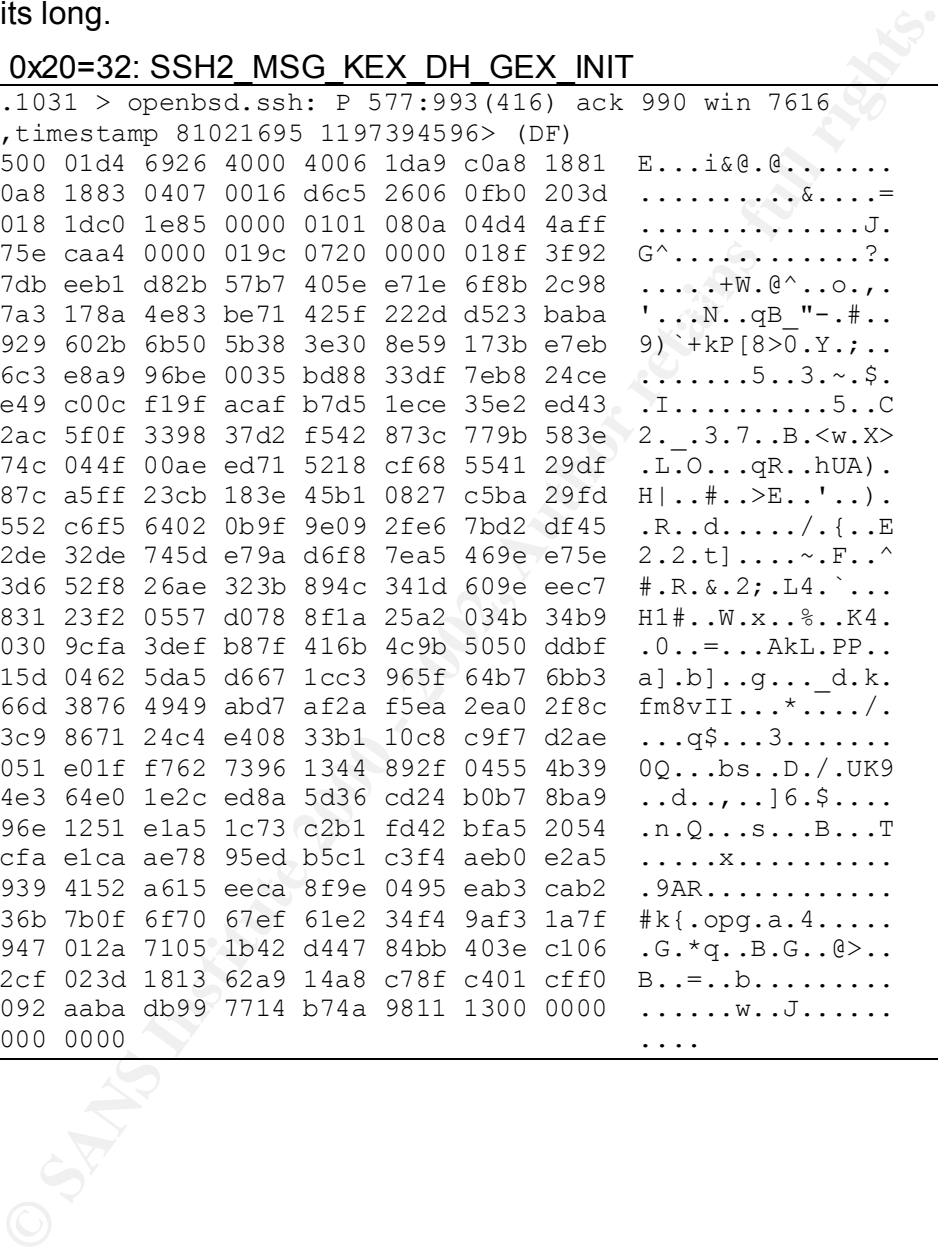 its long.
0x20=32: SSH2_MSG_KEX_DH_GEX_INIT
.1031 > openbsd.ssh: P 577:993(416) ack 990 win 7616
,timestamp 81021695 1197394596> (DF)
500 01d4 6926 4000 4006 1da9 c0a8 1881 E...i&@.@.......
0a8 1883 0407 0016 d6c5 2606 0fb0 203d ..........&....=
018 1dc0 1e85 0000 0101 080a 04d4 4aff ..............J.
75e caa4 0000 019c 0720 0000 018f 3f92 G^............?.
7db eeb1 d82b 57b7 405e e71e 6f8b 2c98 .....+W.@^..o.,.
7a3 178a 4e83 be71 425f 222d d523 baba '...N..qB_"-.#..
929 602b 6b50 5b38 3e30 8e59 173b e7eb 9)`+kP[8>0.Y.;..
6c3 e8a9 96be 0035 bd88 33df 7eb8 24ce .......5..3.~.$.
e49 c00c f19f acaf b7d5 1ece 35e2 ed43 .I..........5..C
2ac 5f0f 3398 37d2 f542 873c 779b 583e 2._.3.7..B.<w.X>
74c 044f 00ae ed71 5218 cf68 5541 29df .L.O...qR..hUA).
87c a5ff 23cb 183e 45b1 0827 c5ba 29fd H|..#..>E..'..).
552 c6f5 6402 0b9f 9e09 2fe6 7bd2 df45 .R..d...../.{..E
2de 32de 745d e79a d6f8 7ea5 469e e75e 2.2.t]....~.F..^
3d6 52f8 26ae 323b 894c 341d 609e eec7 #.R.&.2;.L4.`...
831 23f2 0557 d078 8f1a 25a2 034b 34b9 H1#..W.x..%..K4.
030 9cfa 3def b87f 416b 4c9b 5050 ddbf .0..=...AkL.PP..
15d 0462 5da5 d667 1cc3 965f 64b7 6bb3 a].b]..g..._d.k.
66d 3876 4949 abd7 af2a f5ea 2ea0 2f8c fm8vII...*..../.
3c9 8671 24c4 e408 33b1 10c8 c9f7 d2ae ...q$...3.......
051 e01f f762 7396 1344 892f 0455 4b39 0Q...bs..D./.UK9
4e3 64e0 1e2c ed8a 5d36 cd24 b0b7 8ba9 ..d..,..]6.$....
96e 1251 e1a5 1c73 c2b1 fd42 bfa5 2054 .n.Q...s...B...T
cfa e1ca ae78 95ed b5c1 c3f4 aeb0 e2a5 .....x..........
939 4152 a615 eeca 8f9e 0495 eab3 cab2 .9AR............
36b 7b0f 6f70 67ef 61e2 34f4 9af3 1a7f #k{.opg.a.4.....
947 012a 7105 1b42 d447 84bb 403e c106 .G.*q..B.G..@>..
2cf 023d 1813 62a9 14a8 c78f c401 cff0 B..=..b.........
092 aaba db99 7714 b74a 9811 1300 0000 ......w..J......
000 0000 ....
© SANS Institute 2000 - 2002, Author retains full rights.